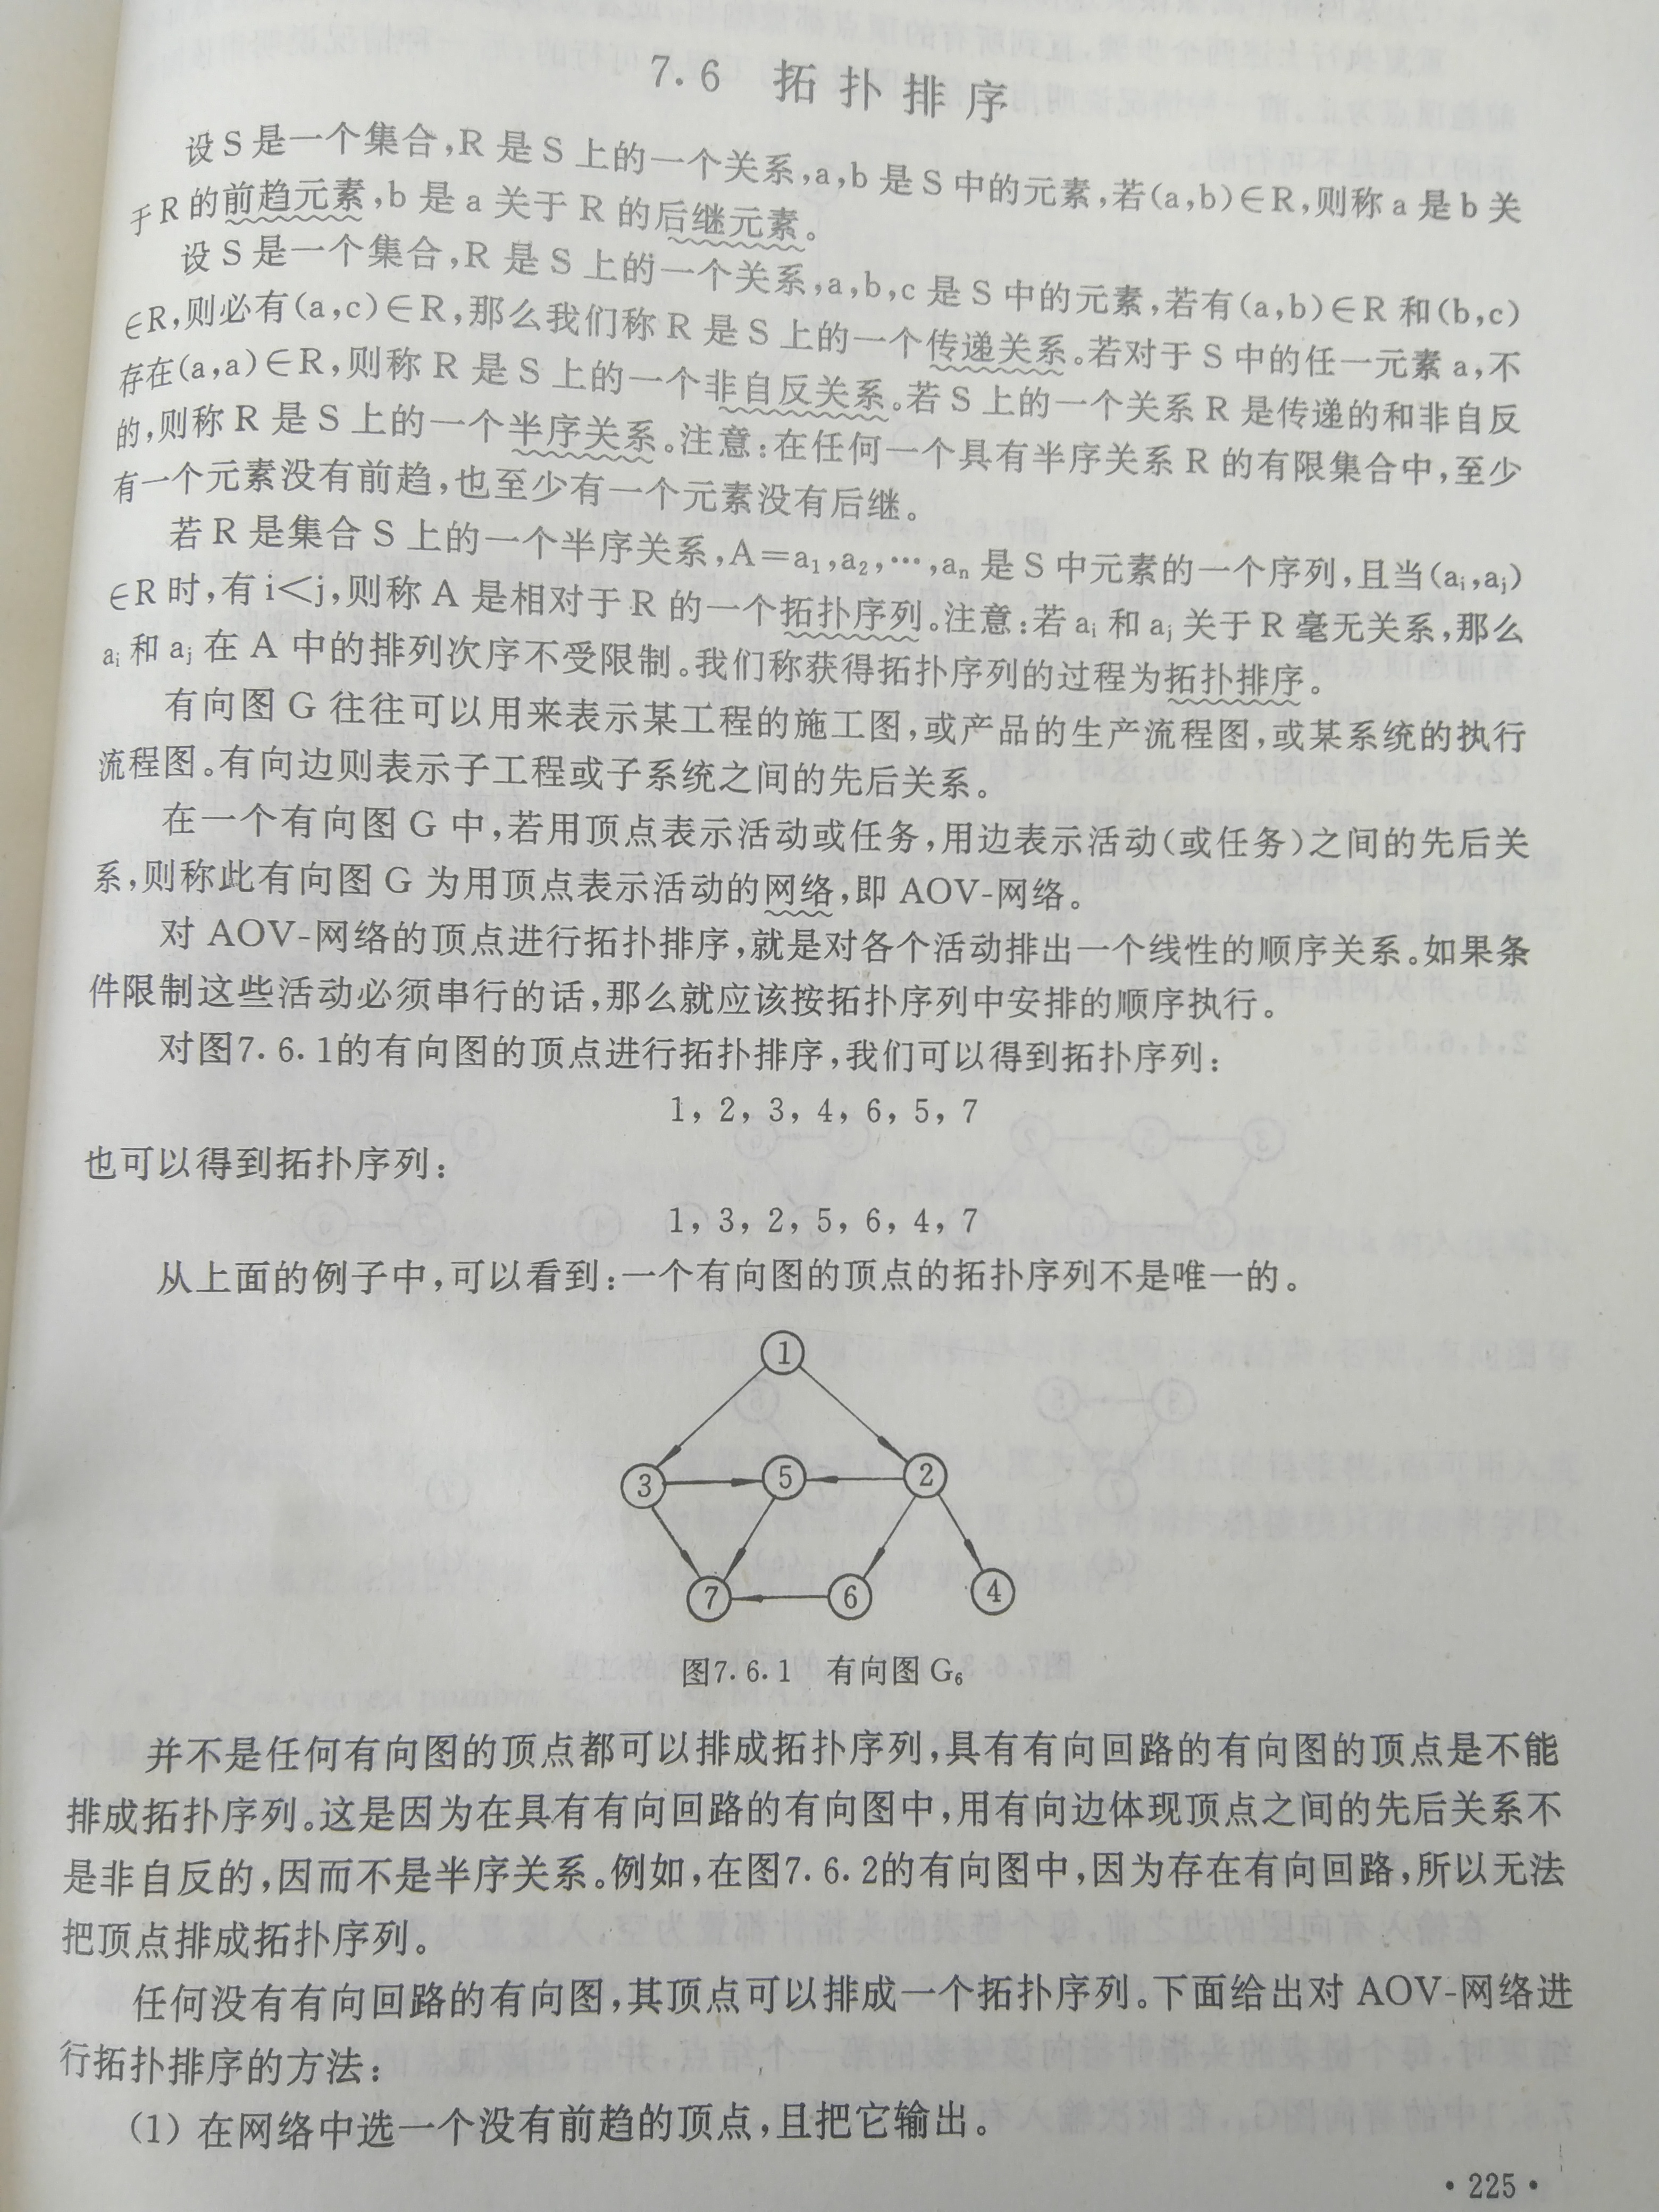 7.6 拓扑排序
设S是一个集合,R是S上的一个关系,a,b是S中的元素,若(a,b)∈R,则称a是b关
于R的前趋元素,b是a关于R的后继元素。
设S是一个集合,R是S上的一个关系,a,b,c是S中的元素,若有(a,b)∈R和(b,c)
∈R,则必有(a,c)∈R,那么我们称R是S上的一个传递关系。若对于S中的任一元素a,不
存在(a,a)∈R,则称R是S上的一个非自反关系。若S上的一个关系R是传递的和非自反
的,则称R是S上的一个半序关系。注意:在任何一个具有半序关系R的有限集合中,至少
有一个元素没有前趋,也至少有一个元素没有后继。
若R是集合S上的一个半序关系,A=a₁,a₂,…,aₙ是S中元素的一个序列,且当(aᵢ,aⱼ)
∈R时,有i<j,则称A是相对于R的一个拓扑序列。注意:若aᵢ和aⱼ关于R毫无关系,那么
aᵢ和aⱼ在A中的排列次序不受限制。我们称获得拓扑序列的过程为拓扑排序。
有向图G往往可以用来表示某工程的施工图,或产品的生产流程图,或某系统的执行
流程图。有向边则表示子工程或子系统之间的先后关系。
在一个有向图G中,若用顶点表示活动或任务,用边表示活动(或任务)之间的先后关
系,则称此有向图G为用顶点表示活动的网络,即AOV-网络。
对AOV-网络的顶点进行拓扑排序,就是对各个活动排出一个线性的顺序关系。如果条
件限制这些活动必须串行的话,那么就应该按拓扑序列中安排的顺序执行。
对图7.6.1的有向图的顶点进行拓扑排序,我们可以得到拓扑序列:
1, 2, 3, 4, 6, 5, 7
也可以得到拓扑序列:
1, 3, 2, 5, 6, 4, 7
从上面的例子中,可以看到:一个有向图的顶点的拓扑序列不是唯一的。
1
3 5 2
7 6 4
图7.6.1 有向图G₆
并不是任何有向图的顶点都可以排成拓扑序列,具有有向回路的有向图的顶点是不能
排成拓扑序列。这是因为在具有有向回路的有向图中,用有向边体现顶点之间的先后关系不
是非自反的,因而不是半序关系。例如,在图7.6.2的有向图中,因为存在有向回路,所以无法
把顶点排成拓扑序列。
任何没有有向回路的有向图,其顶点可以排成一个拓扑序列。下面给出对AOV-网络进
行拓扑排序的方法:
(1) 在网络中选一个没有前趋的顶点,且把它输出。
• 225 •